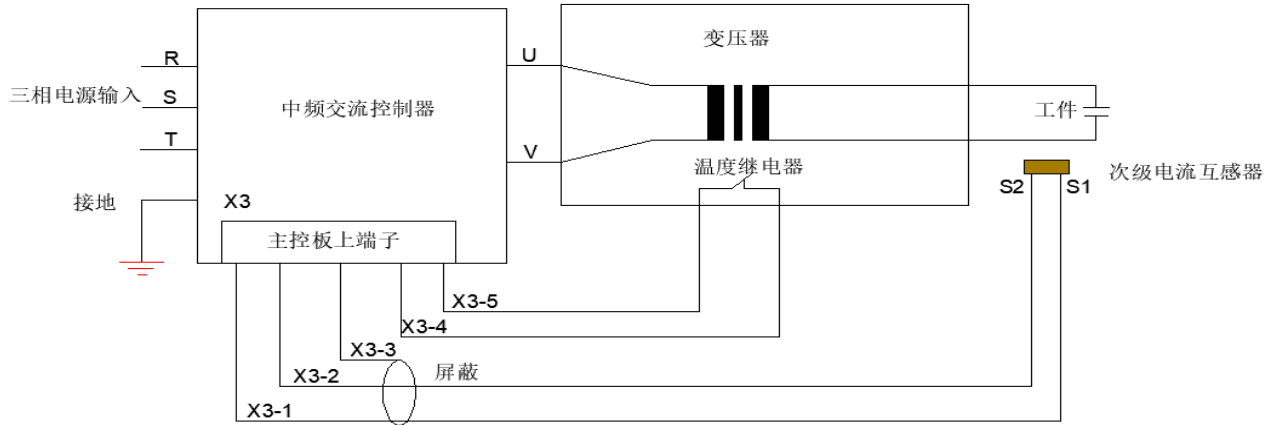 变压器
U
R
三相电源输入
S
中频交流控制器
工件
T
V
温度继电器
次级电流互感器
S2
S1
接地
X3
主控板上端子
X3-5
X3-4
X3-3
屏蔽
X3-2
X3-1